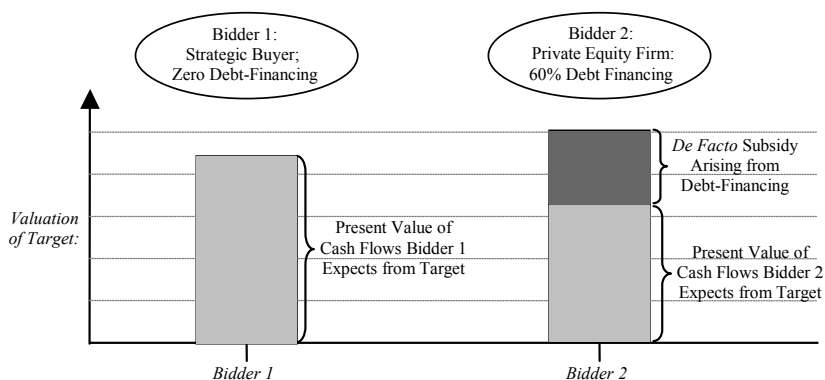 Bidder 1:
Strategic Buyer;
Zero Debt-Financing
Bidder 2:
Private Equity Firm:
60% Debt Financing
De Facto Subsidy
Arising from
Debt-Financing
Valuation
of Target:
Present Value of
Cash Flows Bidder 1
Expects from Target
Present Value of
Cash Flows Bidder 2
Expects from Target
Bidder 1
Bidder 2